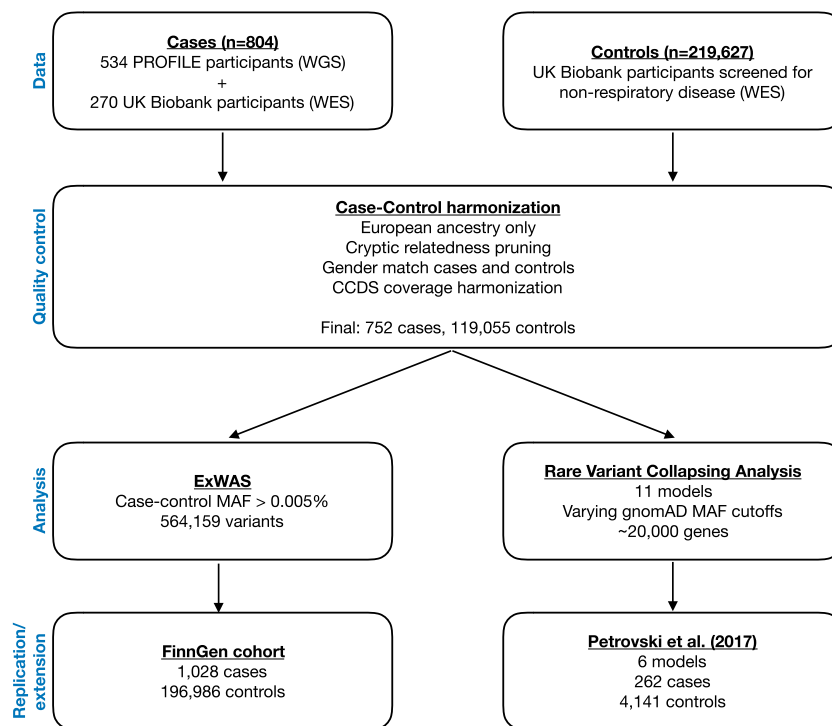 Data
Cases (n=804)
534 PROFILE participants (WGS)
+
270 UK Biobank participants (WES)
Controls (n=219,627)
UK Biobank participants screened for
non-respiratory disease (WES)
Quality control
Case-Control harmonization
European ancestry only
Cryptic relatedness pruning
Gender match cases and controls
CCDS coverage harmonization
Final: 752 cases, 119,055 controls
Analysis
ExWAS
Case-control MAF > 0.005%
564,159 variants
Rare Variant Collapsing Analysis
11 models
Varying gnomAD MAF cutoffs
~20,000 genes
Replication/
extension
FinnGen cohort
1,028 cases
196,986 controls
Petrovski et al. (2017)
6 models
262 cases
4,141 controls